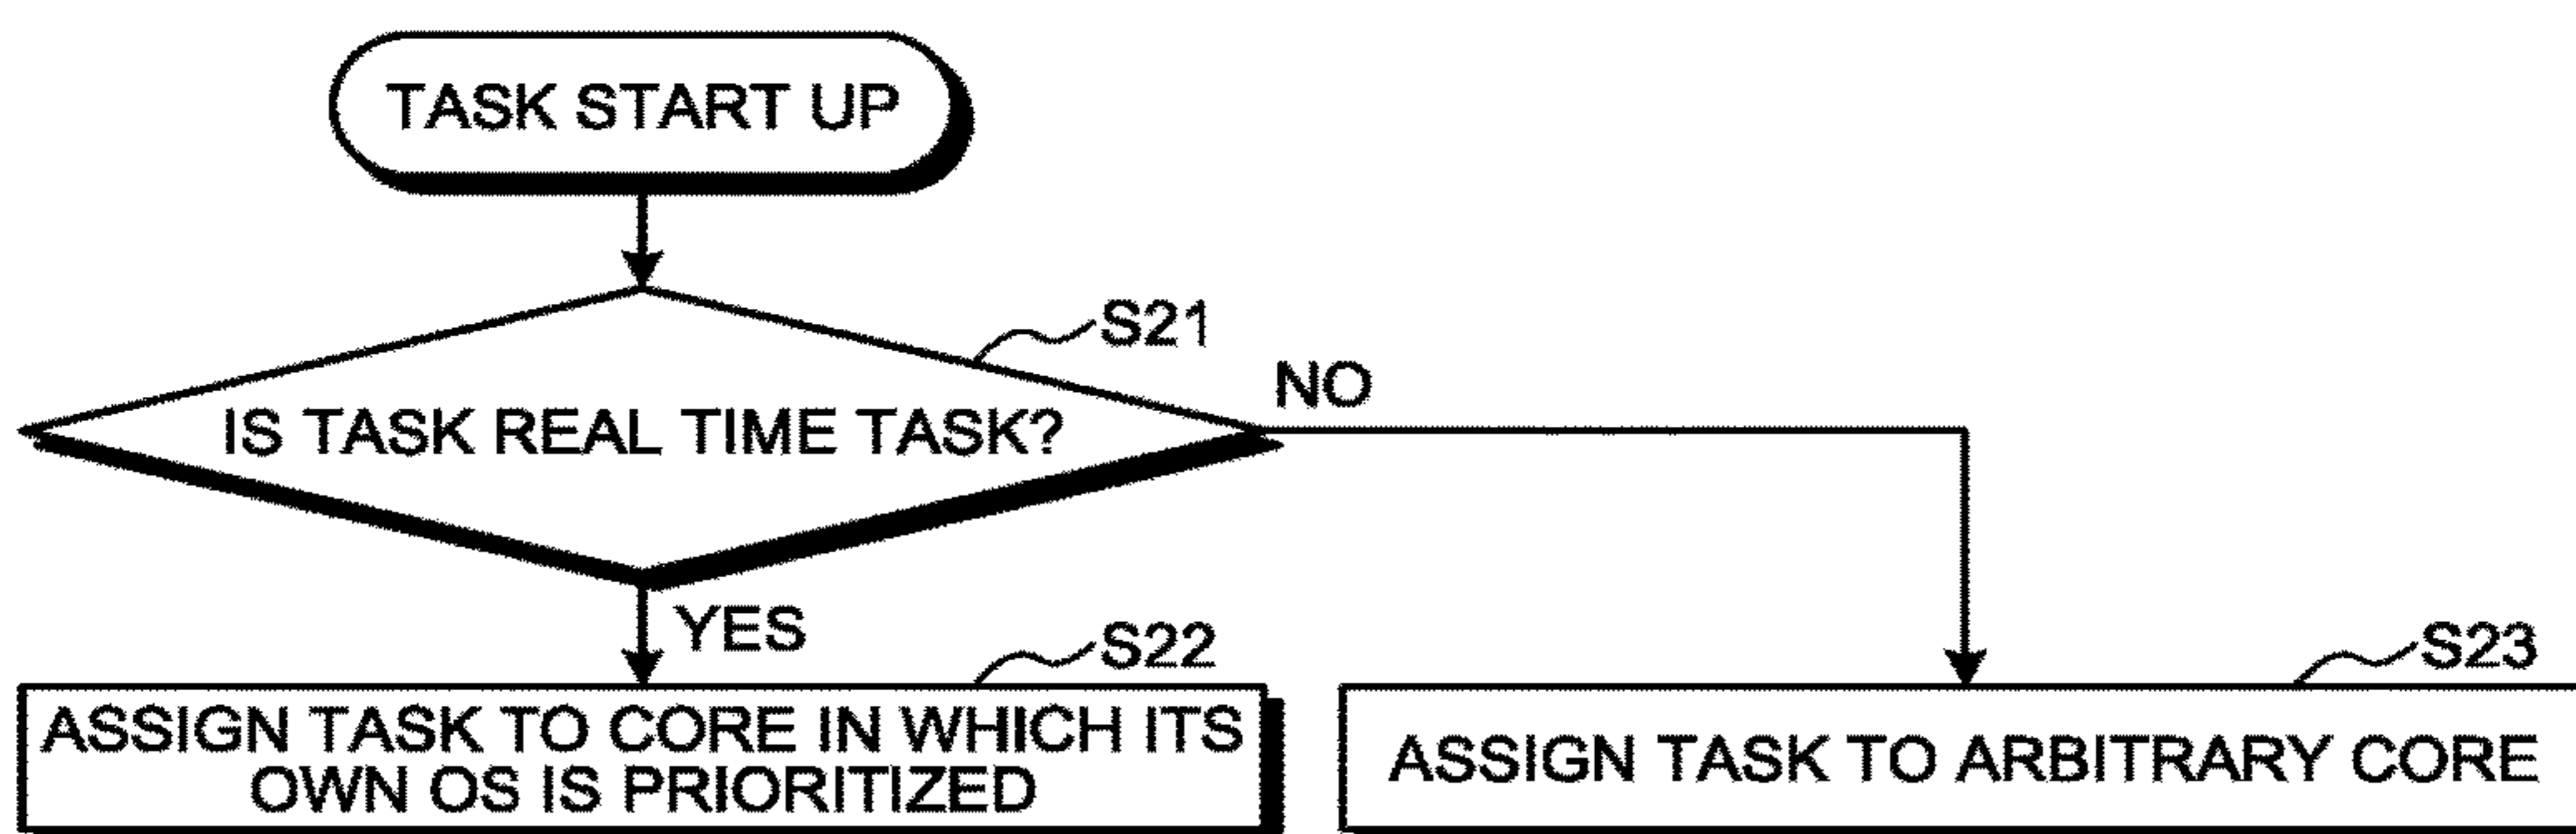 TASK START UP
S21
NO
IS TASK REAL TIME TASK?
YES
S22
S23
ASSIGN TASK TO CORE IN WHICH ITS
OWN OS IS PRIORITIZED
ASSIGN TASK TO ARBITRARY CORE